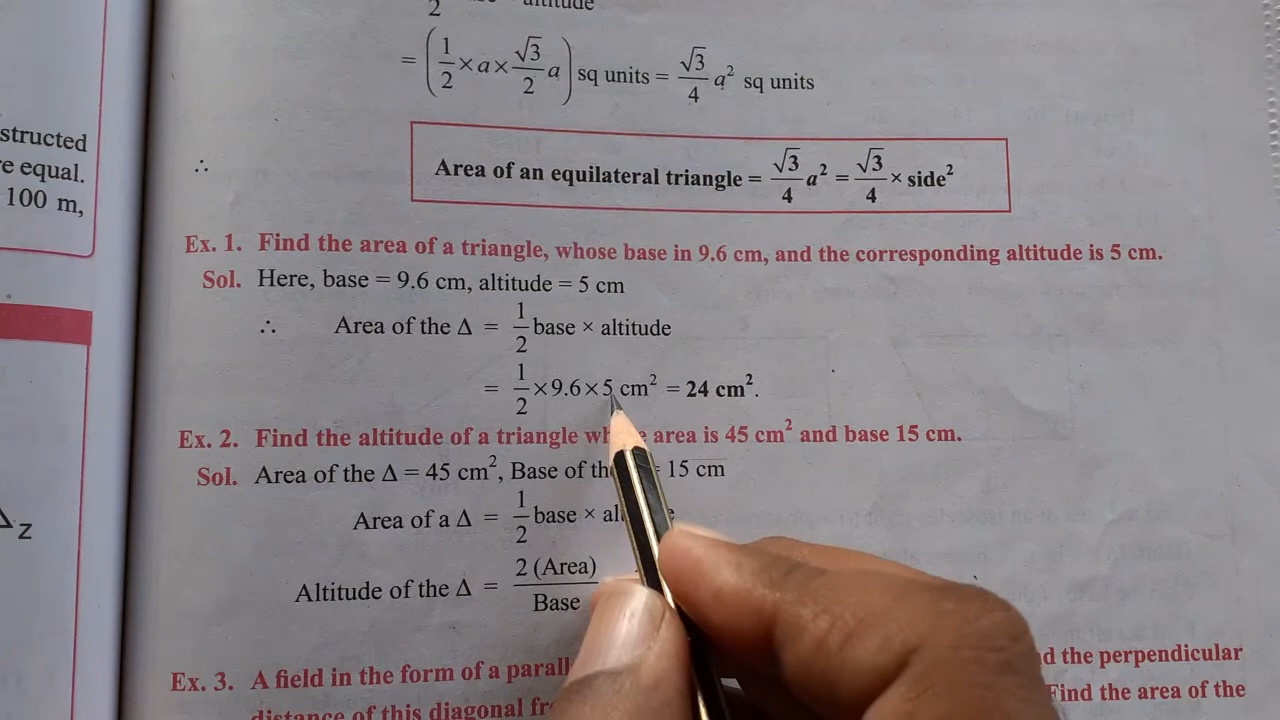 2
altitude
= (1/2 × a × √3/2 a) sq units = √3/4 a² sq units
∴ Area of an equilateral triangle = √3/4 a² = √3/4 × side²
Ex. 1. Find the area of a triangle, whose base in 9.6 cm, and the corresponding altitude is 5 cm.
Sol. Here, base = 9.6 cm, altitude = 5 cm
∴ Area of the Δ = 1/2 base × altitude
= 1/2 × 9.6 × 5 cm² = 24 cm².
Ex. 2. Find the altitude of a triangle area is 45 cm² and base 15 cm.
Sol. Area of the Δ = 45 cm², Base of = 15 cm
Area of a Δ = 1/2 base ×
Altitude of the Δ = 2 (Area)/Base
Ex. 3. A field in the form of a the perpendicular
distance of this diagonal Find the area of the
structed
e equal.
100 m,
Z